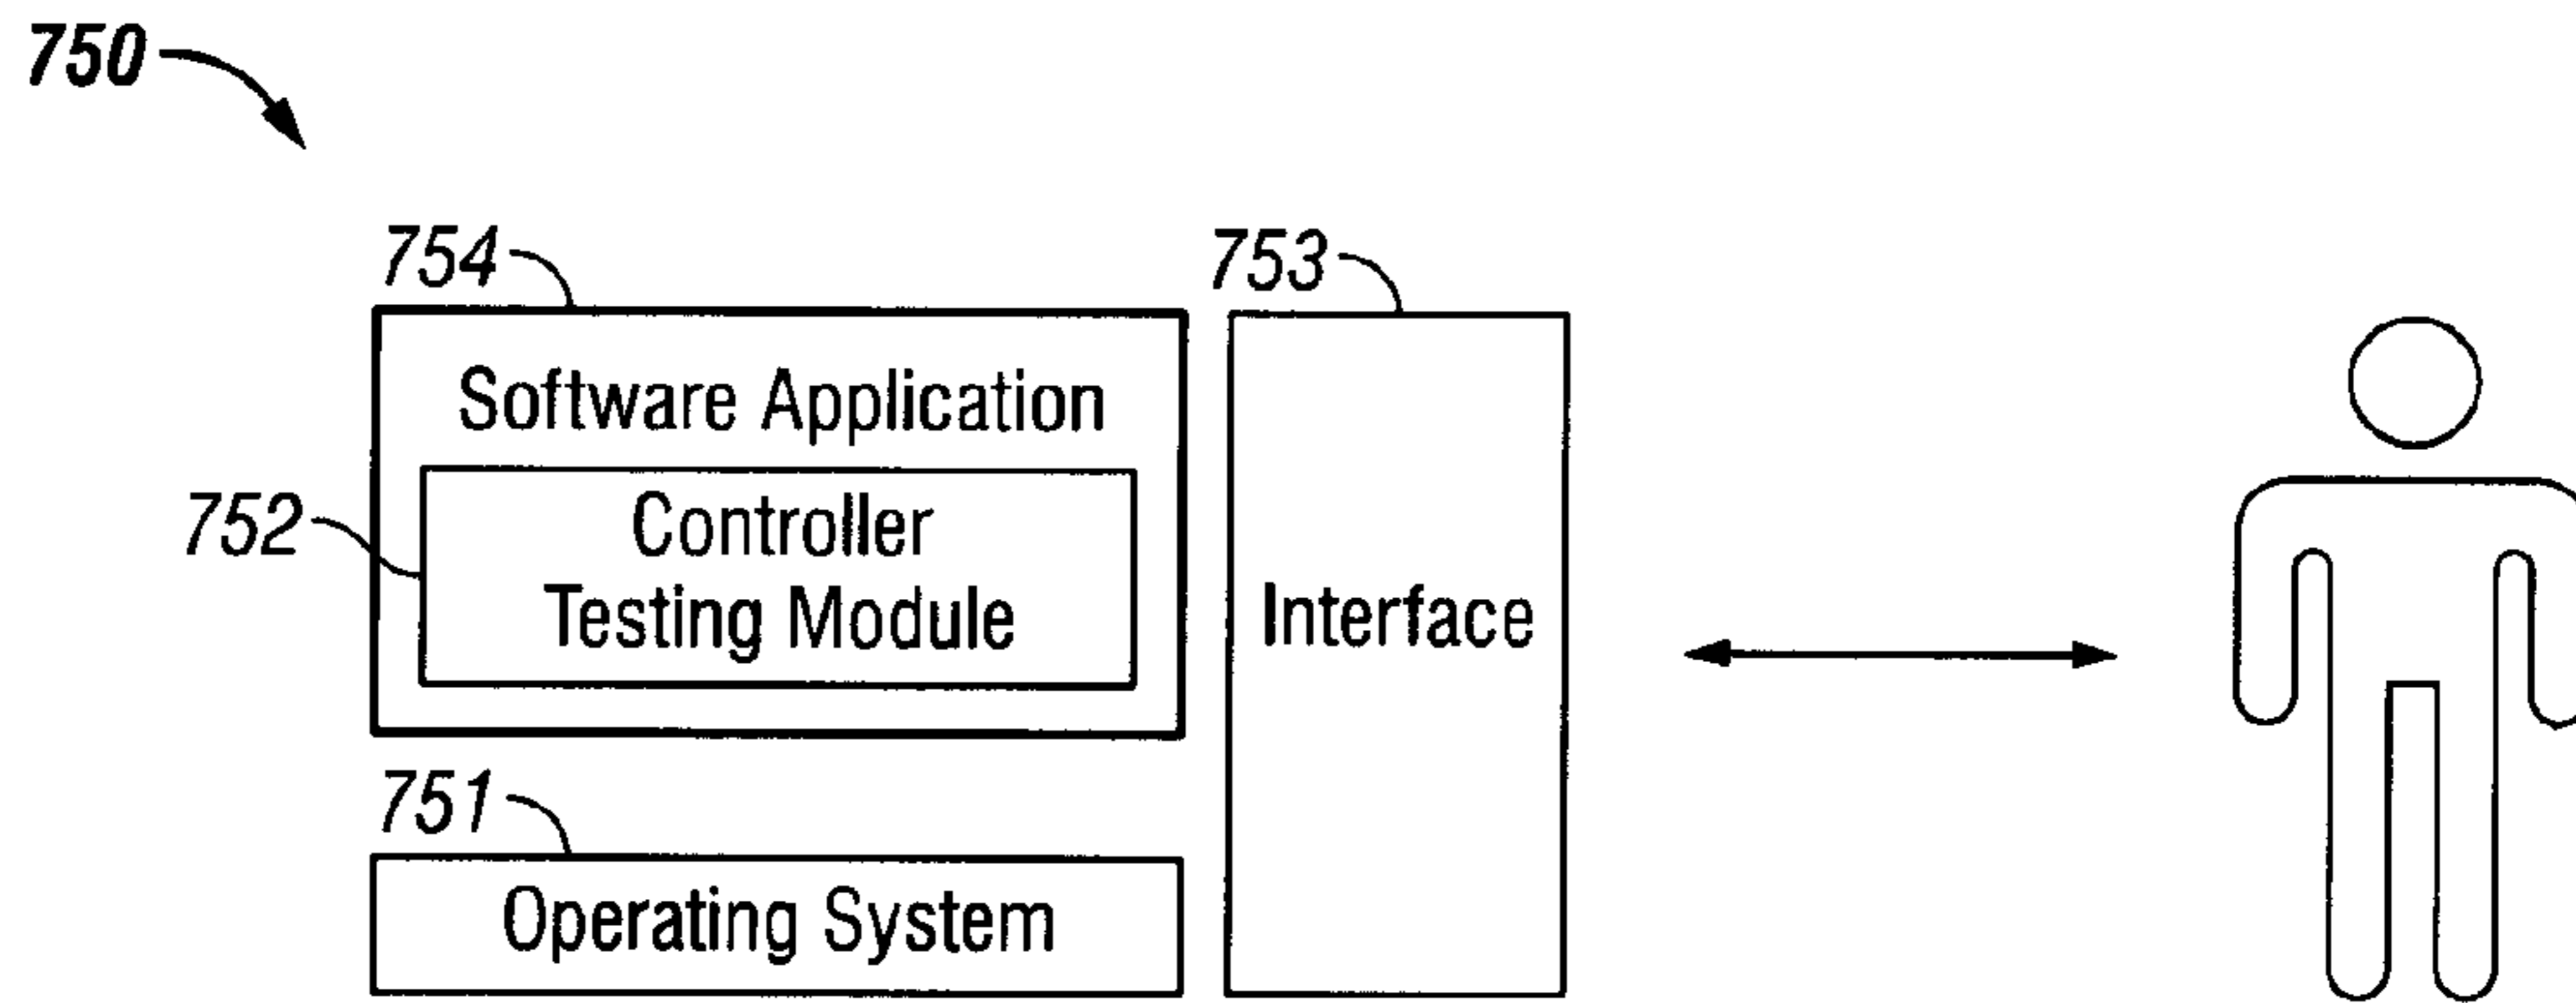 750
754
753
Software Application
752
Controller
Testing Module
Interface
751
Operating System